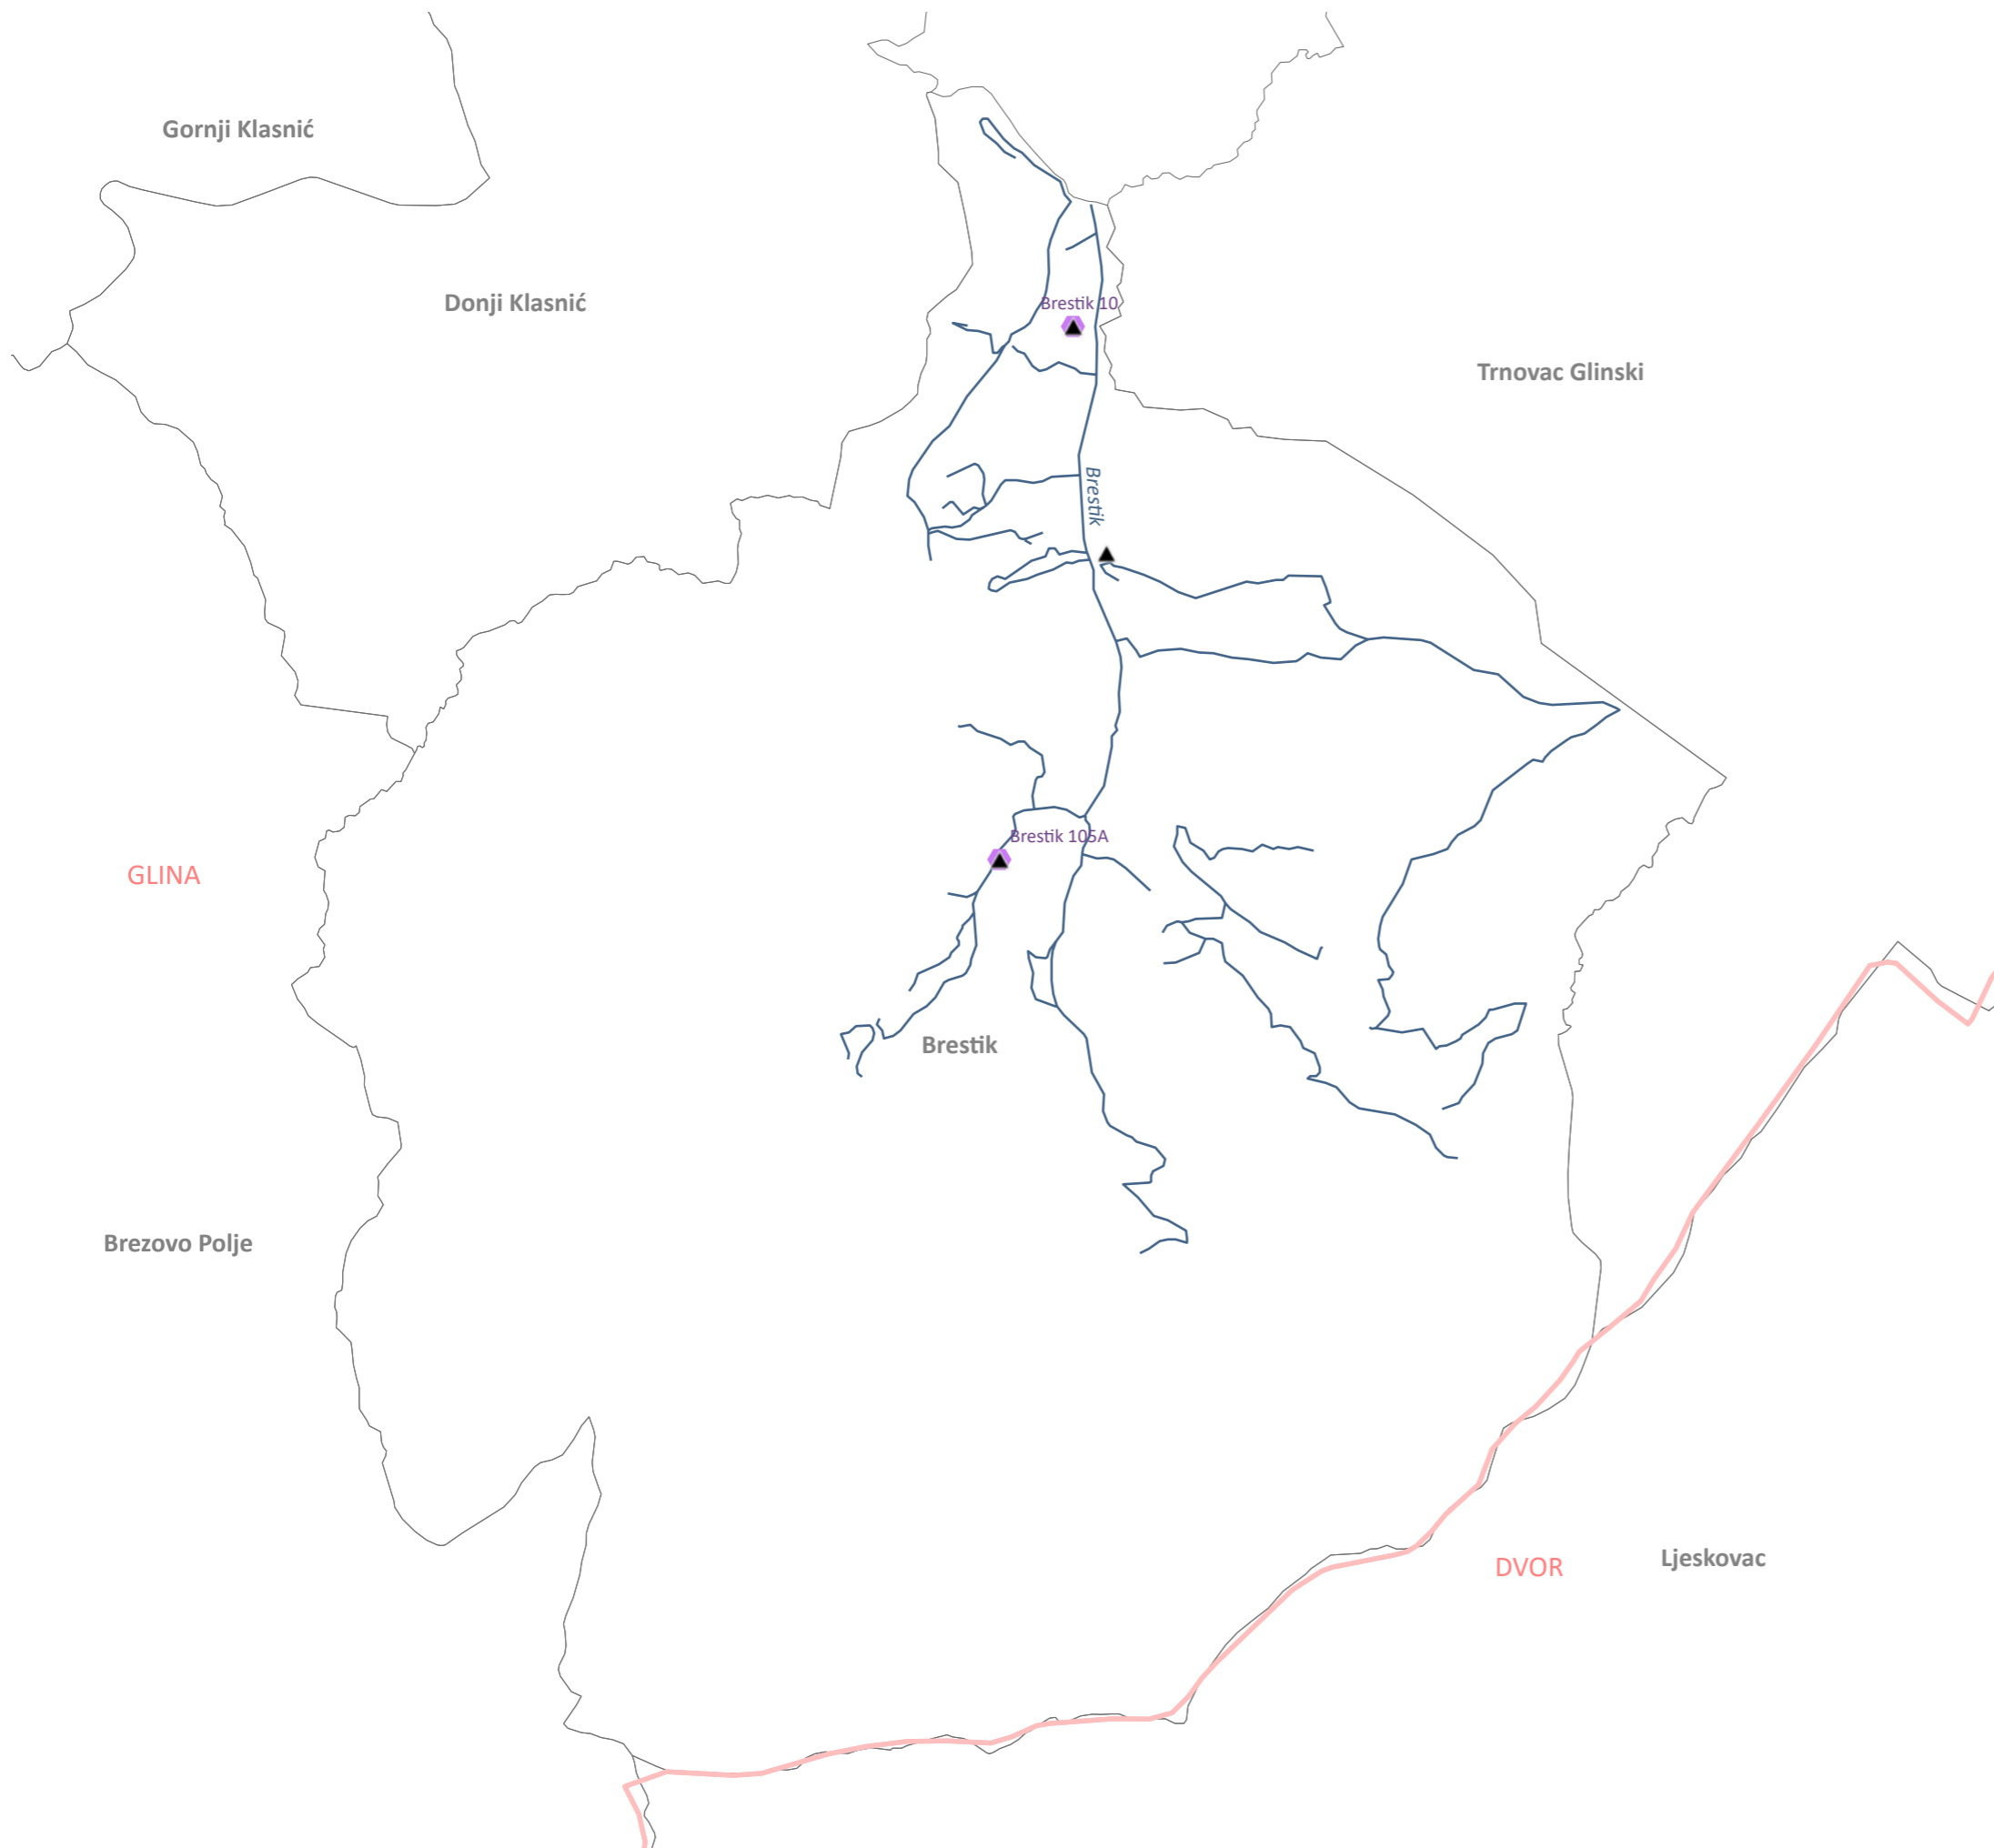 Gornji Klasnić
Donji Klasnić
Brestik 10
Trnovac Glinski
Brestik
Brestik 105A
GLINA
Brestik
Brezovo Polje
DVOR
Ljeskovac